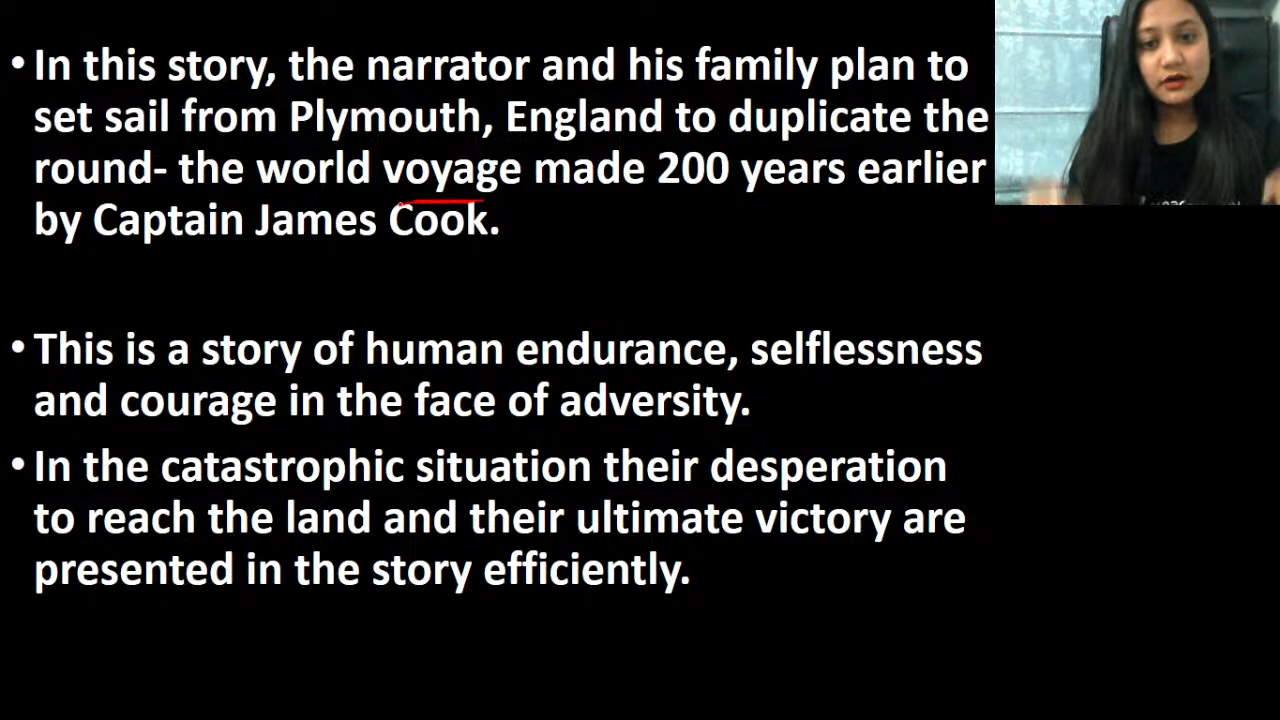 • In this story, the narrator and his family plan to
set sail from Plymouth, England to duplicate the
round- the world voyage made 200 years earlier
by Captain James Cook.
• This is a story of human endurance, selflessness
and courage in the face of adversity.
• In the catastrophic situation their desperation
to reach the land and their ultimate victory are
presented in the story efficiently.